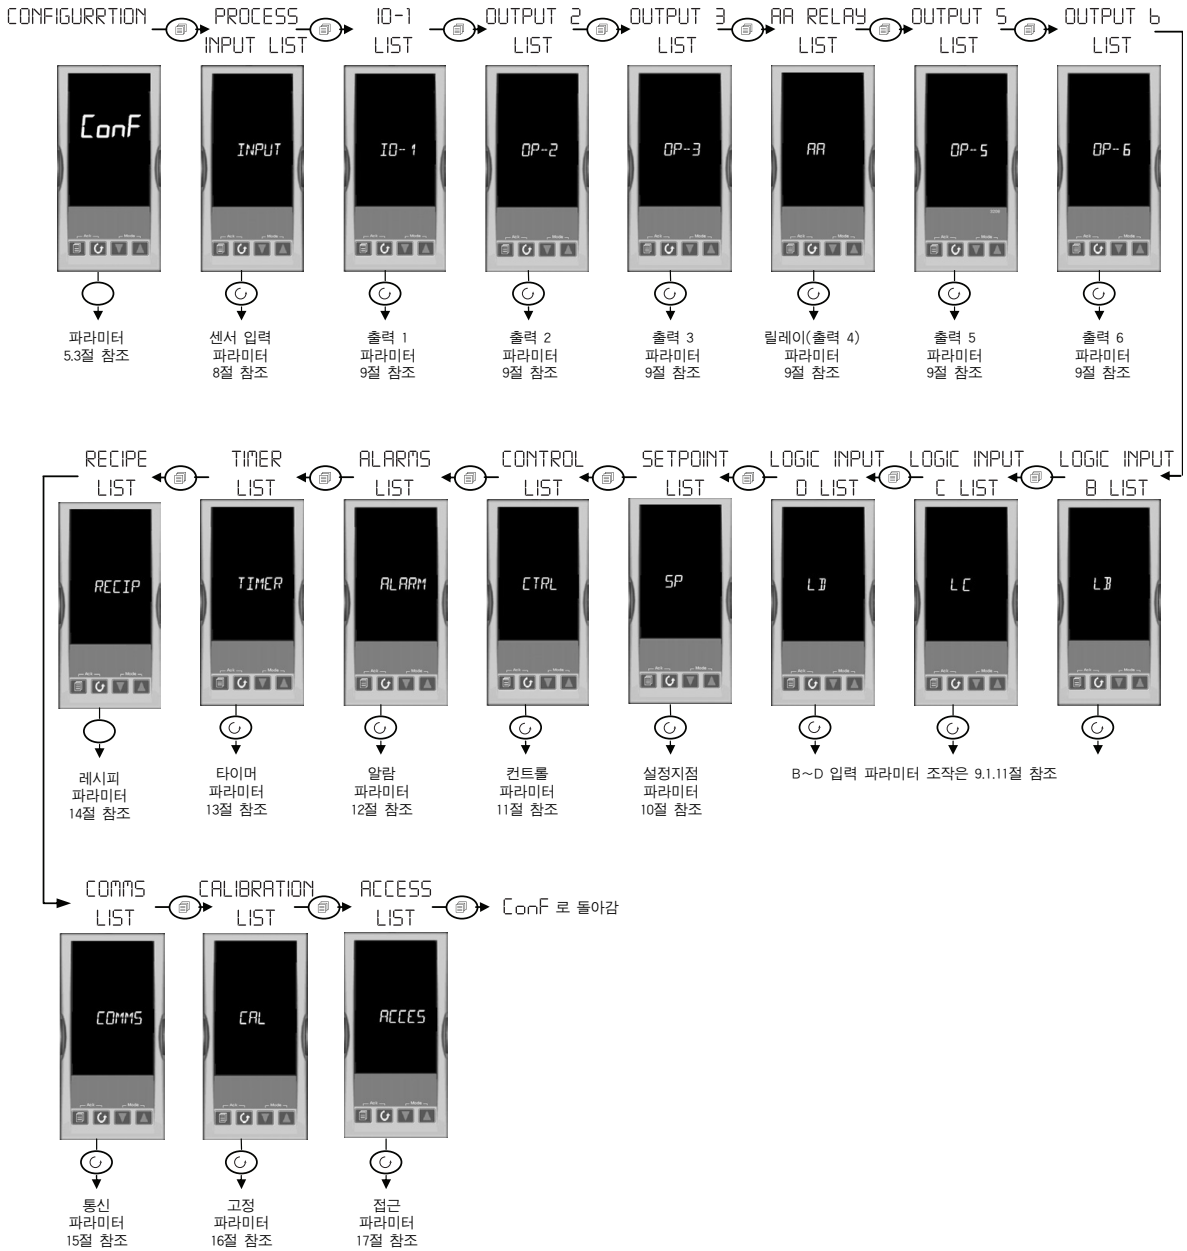 CONFIGURRTION
PROCESS
INPUT LIST
IO-1
LIST
OUTPUT 2
LIST
OUTPUT 3
LIST
AA RELAY
LIST
OUTPUT 5
LIST
OUTPUT 6
LIST
ConF
INPUT
IO-1
OP-2
OP-3
AA
OP-5
OP-6
파라미터
5.3절 참조
센서 입력
파라미터
8절 참조
출력 1
파라미터
9절 참조
출력 2
파라미터
9절 참조
출력 3
파라미터
9절 참조
릴레이(출력 4)
파라미터
9절 참조
출력 5
파라미터
9절 참조
출력 6
파라미터
9절 참조
RECIPE
LIST
TIMER
LIST
ALARMS
LIST
CONTROL
LIST
SETPOINT
LIST
LOGIC INPUT
D LIST
LOGIC INPUT
C LIST
LOGIC INPUT
B LIST
RECIP
TIMER
ALARM
CTRL
SP
LD
LC
LB
레시피
파라미터
14절 참조
타이머
파라미터
13절 참조
알람
파라미터
12절 참조
컨트롤
파라미터
11절 참조
설정지점
파라미터
10절 참조
B~D 입력 파라미터 조작은 9.1.11절 참조
COMMS
LIST
CALIBRATION
LIST
ACCESS
LIST
ConF 로 돌아감
COMMS
CAL
ACCES
통신
파라미터
15절 참조
고정
파라미터
16절 참조
접근
파라미터
17절 참조